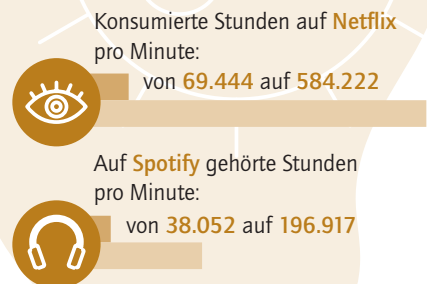 Konsumierte Stunden auf Netflix
pro Minute:
von 69.444 auf 584.222
Auf Spotify gehörte Stunden
pro Minute:
von 38.052 auf 196.917